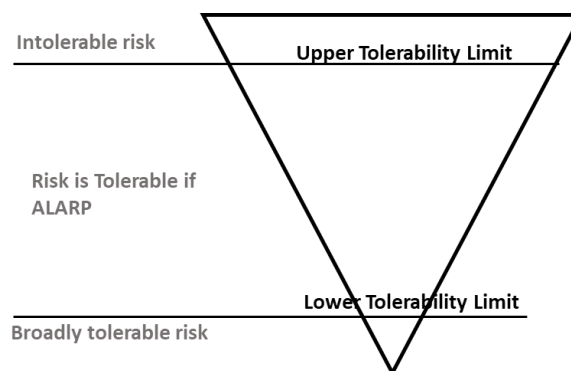 Intolerable risk
Upper Tolerability Limit
Risk is Tolerable if
ALARP
Lower Tolerability Limit
Broadly tolerable risk